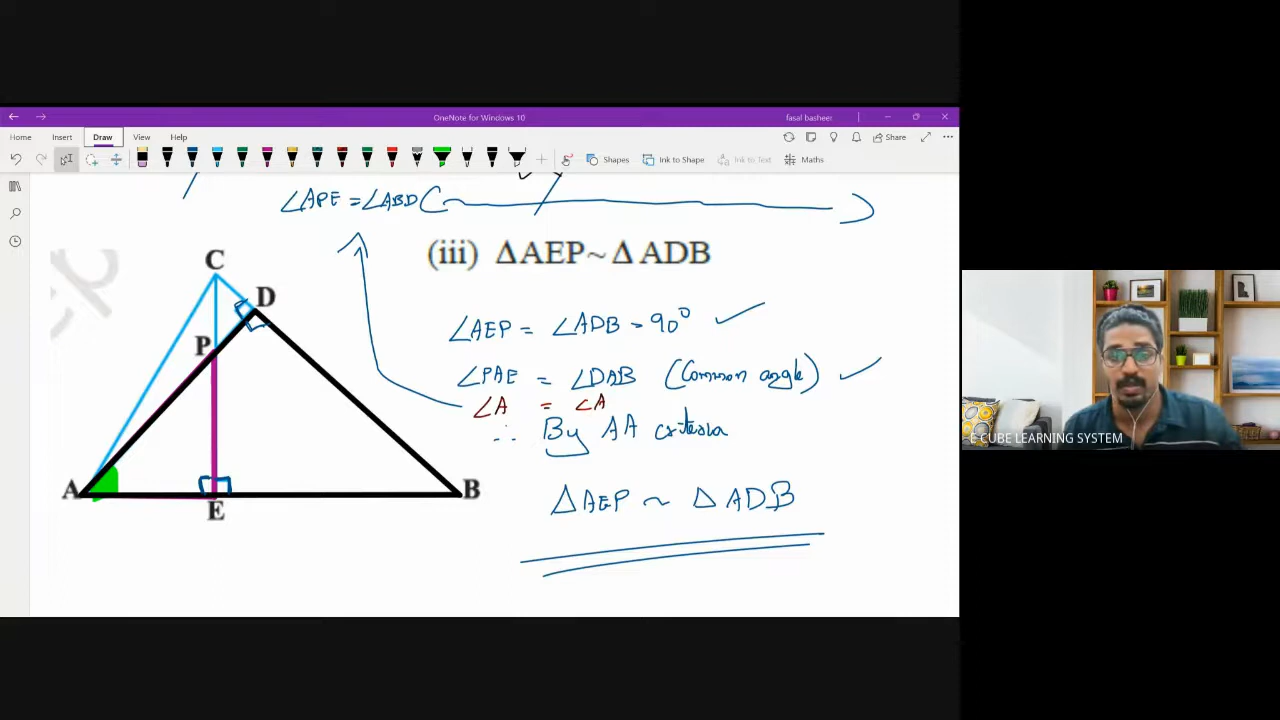 OneNote for Windows 10
fasal basheer
Home Insert Draw View Help
Share
Shapes Ink to Shape Ink to Text Maths
∠APE = ∠ABD
(iii) ΔAEP~ Δ ADB
∠AEP = ∠ADB = 90⁰
∠PAE = ∠DAB (Common angle)
∠A = ∠A
∴ By AA criteria
ΔAEP ~ ΔADB
C
D
P
A
E
B
E CUBE LEARNING SYSTEM